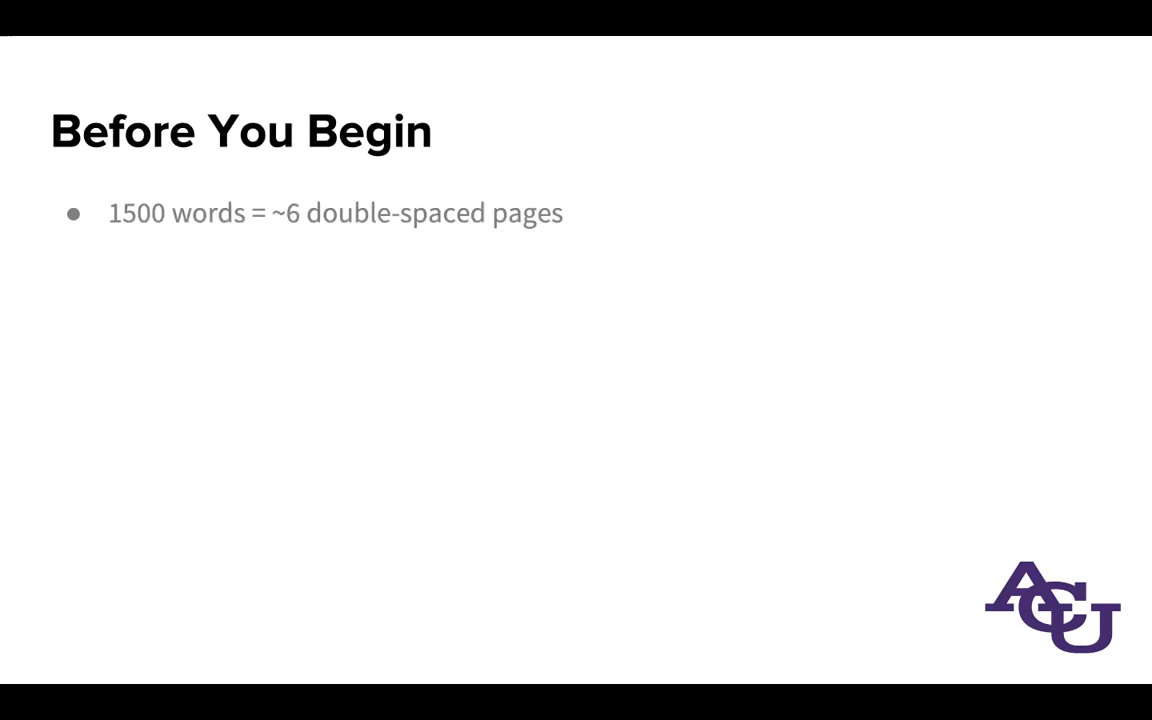 Before You Begin
● 1500 words = ~6 double-spaced pages
ACU